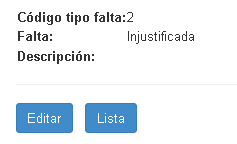 Código tipo falta:2
Falta: Injustificada
Descripción:
Editar Lista